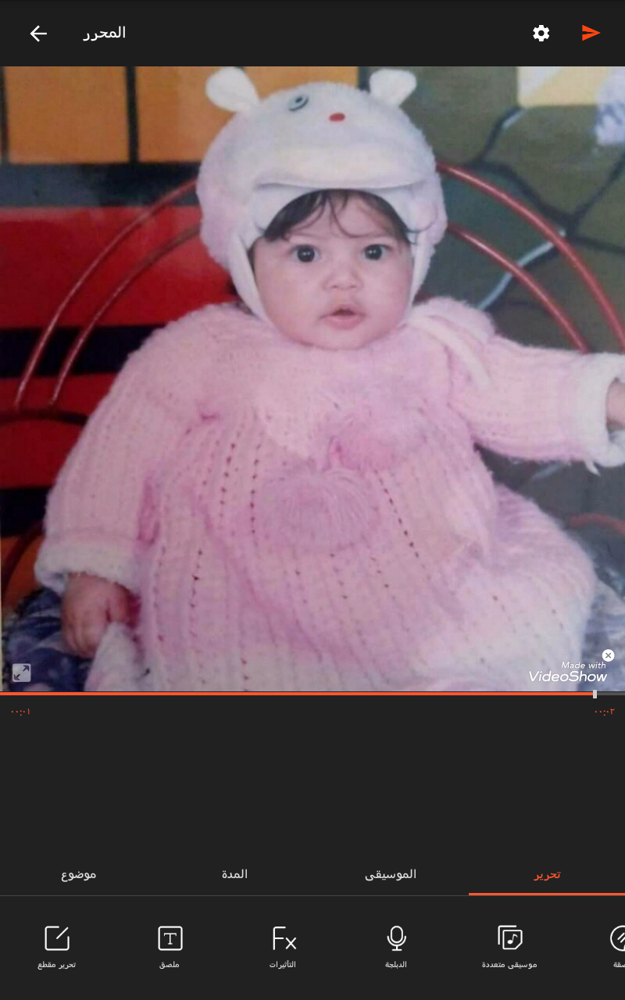 المحرر
Made with
VideoShow
٠٠:٠١
٠٠:٠٢
موضوع
المدة
الموسيقى
تحرير
تحرير مقطع
ملصق
التأثيرات
الدبلجة
موسيقى متعددة